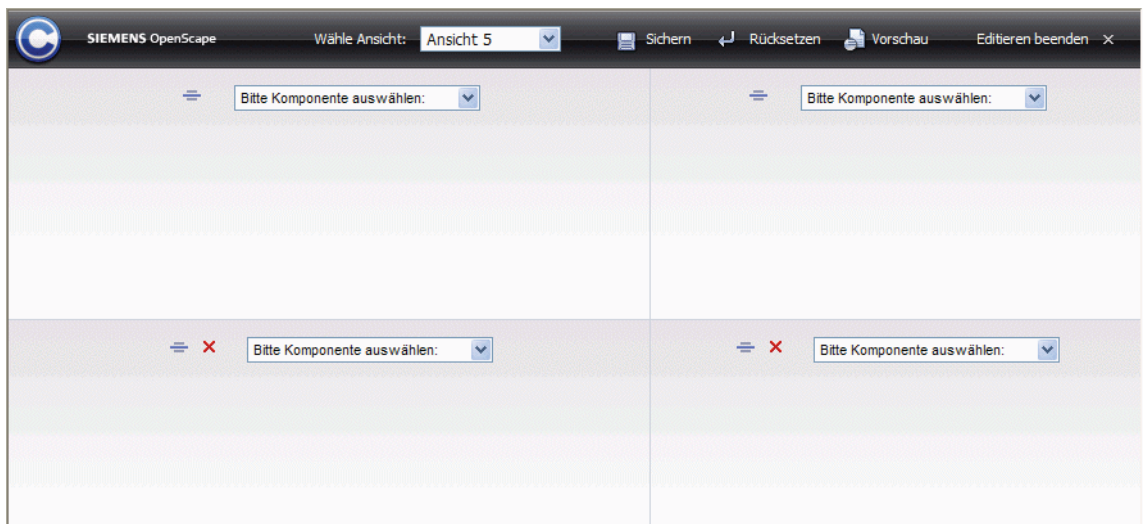 SIEMENS OpenScape Wähle Ansicht: Ansicht 5 Sichern Rücksetzen Vorschau Editieren beenden
Bitte Komponente auswählen: Bitte Komponente auswählen:
Bitte Komponente auswählen: Bitte Komponente auswählen: